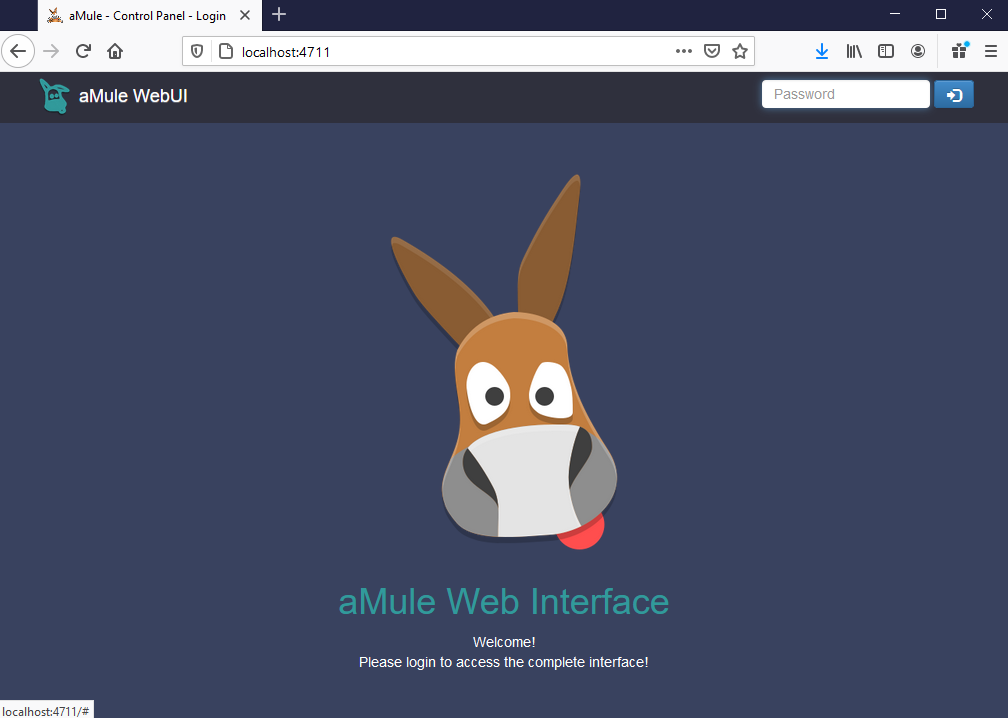 aMule - Control Panel - Login
localhost:4711
aMule WebUI
Password
aMule Web Interface
Welcome!
Please login to access the complete interface!
localhost:4711/#